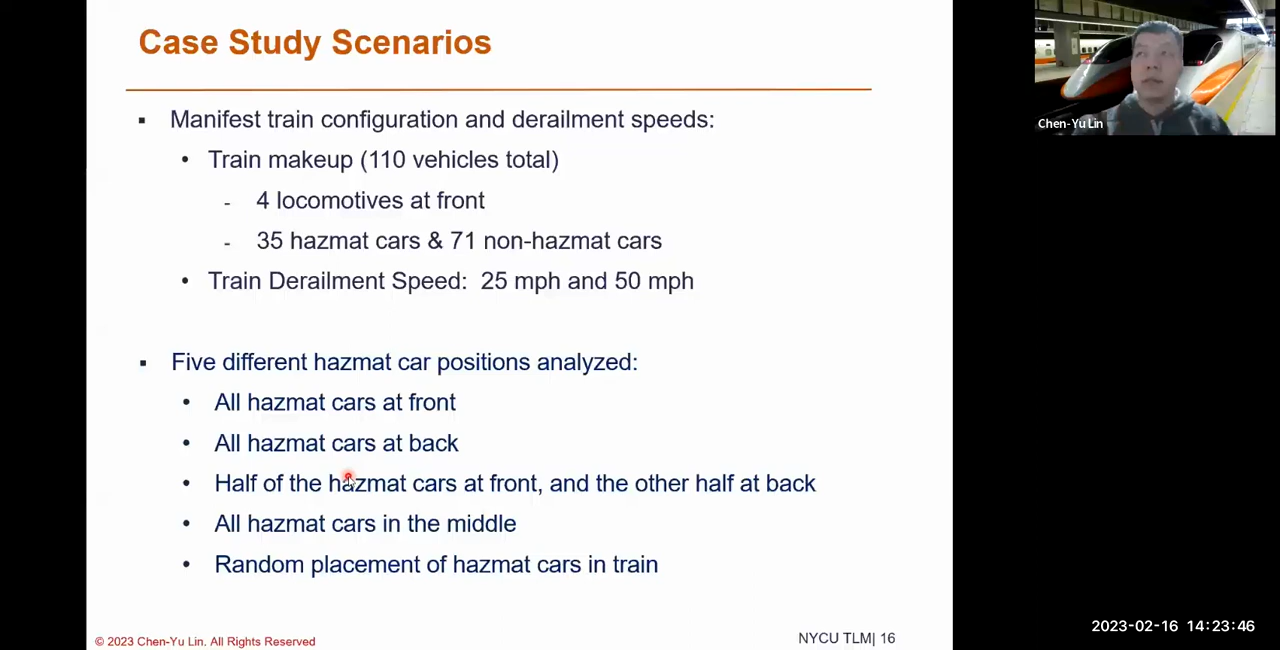 Case Study Scenarios
▪ Manifest train configuration and derailment speeds:
• Train makeup (110 vehicles total)
- 4 locomotives at front
- 35 hazmat cars & 71 non-hazmat cars
• Train Derailment Speed: 25 mph and 50 mph
▪ Five different hazmat car positions analyzed:
• All hazmat cars at front
• All hazmat cars at back
• Half of the hazmat cars at front, and the other half at back
• All hazmat cars in the middle
• Random placement of hazmat cars in train
© 2023 Chen-Yu Lin. All Rights Reserved
NYCU TLM| 16
Chen-Yu Lin
2023-02-16 14:23:46